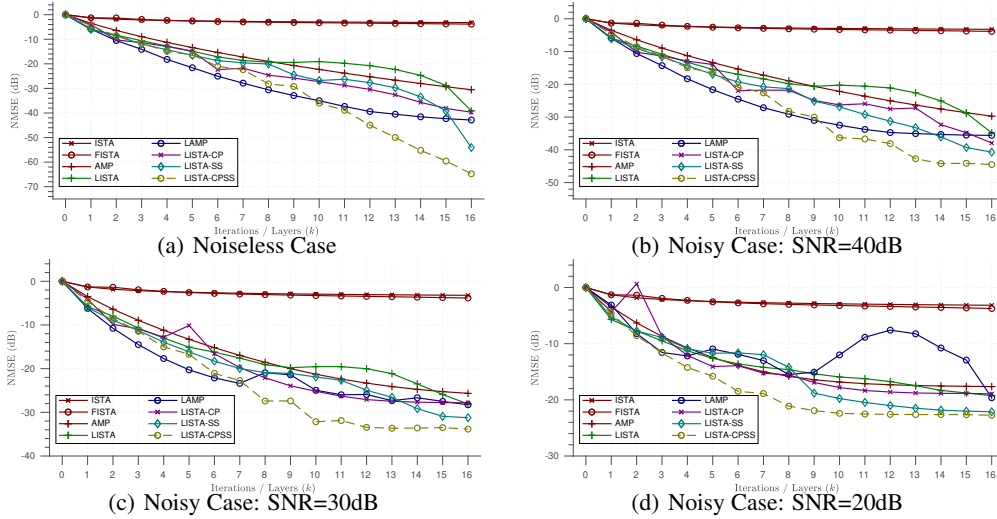 0
-10
-20
-30
-40
-50
-60
-70
NMSE (dB)
ISTA
FISTA
AMP
LISTA
LAMP
LISTA-CP
LISTA-SS
LISTA-CPSS
0 1 2 3 4 5 6 7 8 9 10 11 12 13 14 15 16
Iterations / Layers (k)
(a) Noiseless Case
0
-10
-20
-30
-40
-50
NMSE (dB)
ISTA
FISTA
AMP
LISTA
LAMP
LISTA-CP
LISTA-SS
LISTA-CPSS
0 1 2 3 4 5 6 7 8 9 10 11 12 13 14 15 16
Iterations / Layers (k)
(b) Noisy Case: SNR=40dB
0
-10
-20
-30
-40
NMSE (dB)
ISTA
FISTA
AMP
LISTA
LAMP
LISTA-CP
LISTA-SS
LISTA-CPSS
0 1 2 3 4 5 6 7 8 9 10 11 12 13 14 15 16
Iterations / Layers (k)
(c) Noisy Case: SNR=30dB
0
-10
-20
-30
NMSE (dB)
ISTA
FISTA
AMP
LISTA
LAMP
LISTA-CP
LISTA-SS
LISTA-CPSS
0 1 2 3 4 5 6 7 8 9 10 11 12 13 14 15 16
Iterations / Layers (k)
(d) Noisy Case: SNR=20dB